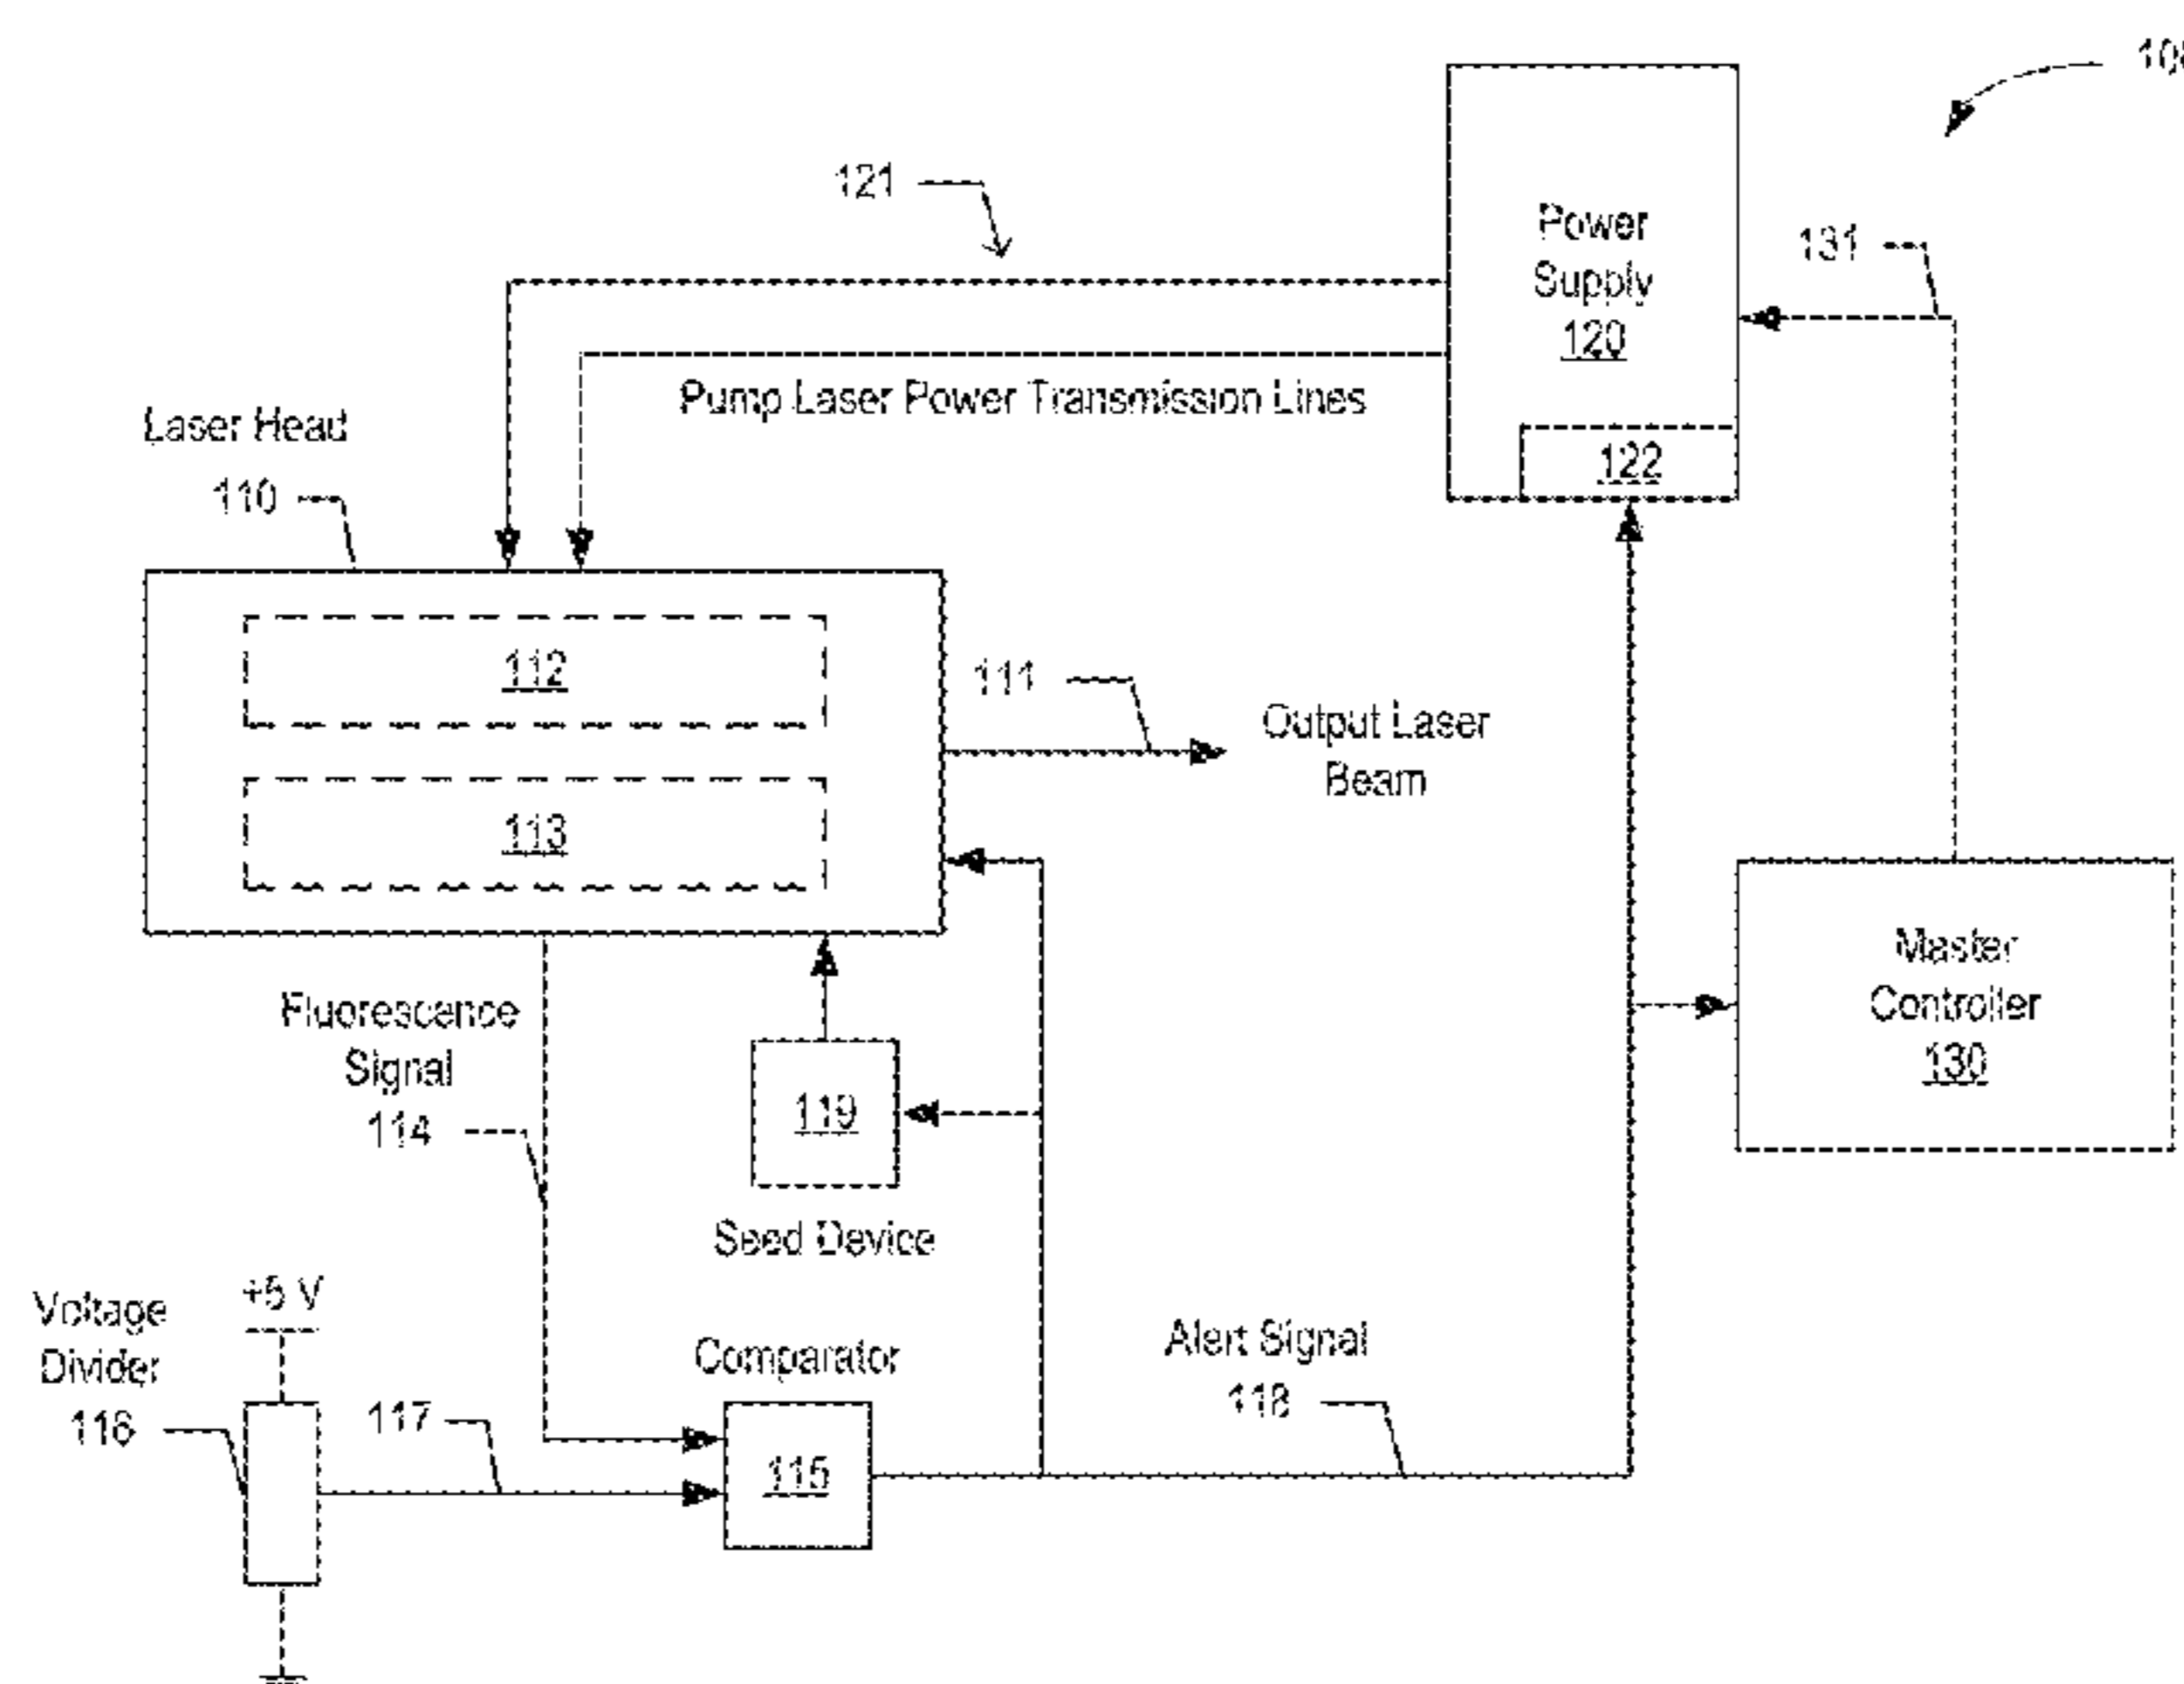 121
Power
Supply
120
131
Pump Laser Power Transmission Lines
122
Laser Head
110
112
111
Output Laser
Beam
113
Master
Controller
130
Fluorescence
Signal
114
119
Seed Device
+5 V
Voltage
Divider
116
117
Comparator
115
Alert Signal
118